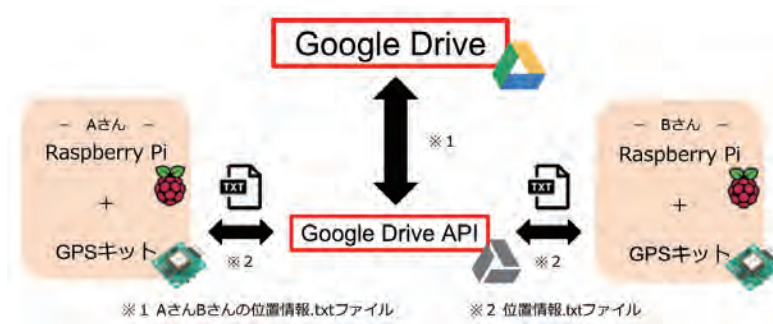 Google Drive
※1
− Aさん −
Raspberry Pi
+
GPSキット
TXT
※2
Google Drive API
TXT
※2
− Bさん −
Raspberry Pi
+
GPSキット
※1 AさんBさんの位置情報.txtファイル
※2 位置情報.txtファイル